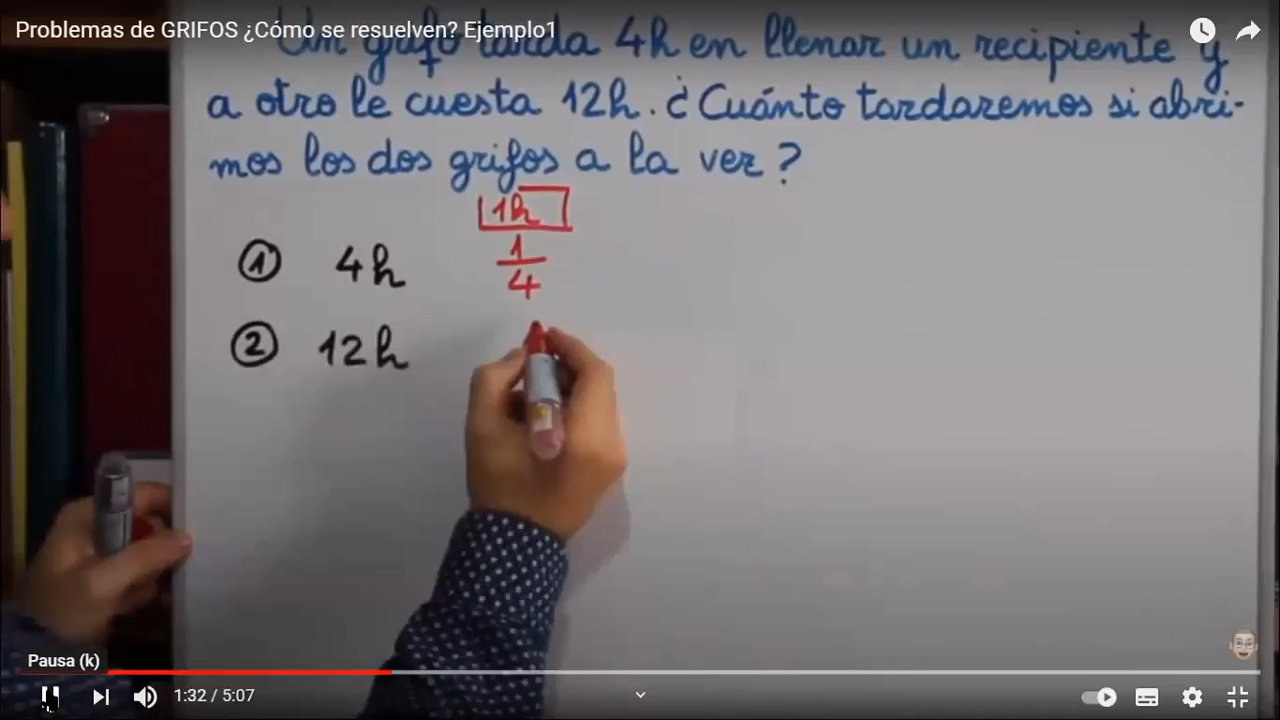 Problemas de GRIFOS ¿Cómo se resuelven? Ejemplo1
Un grifo tarda 4h en llenar un recipiente y
a otro le cuesta 12h. ¿Cuánto tardaremos si abri-
mos los dos grifos a la vez?
1h
① 4h 1/4
② 12h
Pausa (k)
1:32 / 5:07